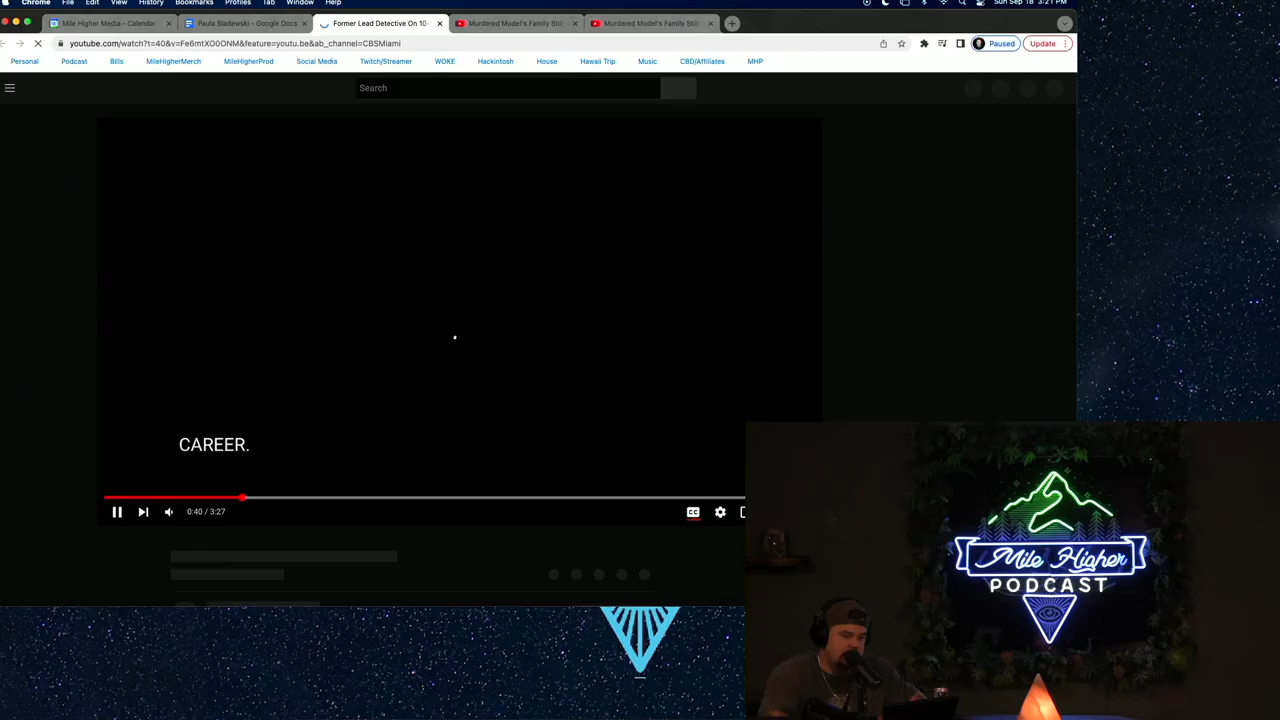 Chrome File Edit View History Bookmarks Profiles Tab Window Help
Sun Sep 18 3:21 PM
Mile Higher Media - Calendar
Paula Sladewski - Google Docs
Former Lead Detective On 10-
Murdered Model's Family Still
Murdered Model's Family Still
youtube.com/watch?t=40&v=Fe6mtXO0ONM&feature=youtu.be&ab_channel=CBSMiami
Paused
Update
Personal Podcast Bills MileHigherMerch MileHigherProd Social Media Twitch/Streamer WOKE Hackintosh House Hawaii Trip Music CBD/Affiliates MHP
Search
CAREER.
0:40 / 3:27
CC
Mile Higher
PODCAST